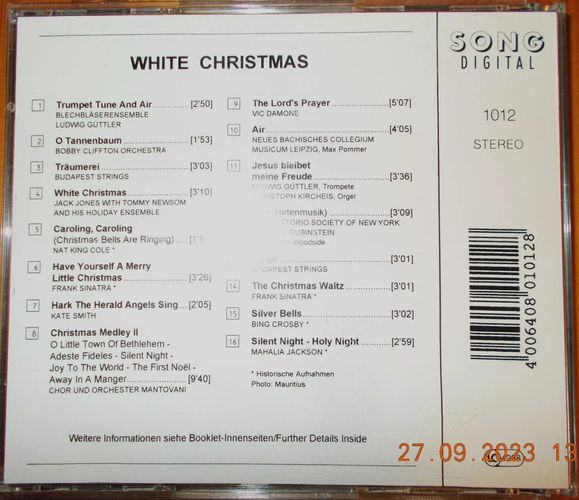 WHITE CHRISTMAS
1 Trumpet Tune And Air [2'50]
BLECHBLÄSERENSEMBLE
LUDWIG GÜTTLER
2 O Tannenbaum [1'53]
BOBBY CLIFFTON ORCHESTRA
3 Träumerei [3'03]
BUDAPEST STRINGS
4 White Christmas [3'10]
JACK JONES WITH TOMMY NEWSOM
AND HIS HOLIDAY ENSEMBLE
5 Caroling, Caroling
(Christmas Bells Are Ringing)
NAT KING COLE *
6 Have Yourself A Merry
Little Christmas [3'26]
FRANK SINATRA *
7 Hark The Herald Angels Sing [2'05]
KATE SMITH
8 Christmas Medley II
O Little Town Of Bethlehem -
Adeste Fideles - Silent Night -
Joy To The World - The First Noël -
Away In A Manger [9'40]
CHOR UND ORCHESTER MANTOVANI
9 The Lord's Prayer [5'07]
VIC DAMONE
10 Air [4'05]
NEUES BACHISCHES COLLEGIUM
MUSICUM LEIPZIG, Max Pommer
11 Jesus bleibet
meine Freude [3'36]
LUDWIG GÜTTLER, Trompete
CHRISTOPH KIRCHEIS, Orgel
(Hirtenmusik) [3'09]
SOCIETY OF NEW YORK
RUBINSTEIN
Woodside
[3'01]
BUDAPEST STRINGS
14 The Christmas Waltz [3'01]
FRANK SINATRA *
15 Silver Bells [3'02]
BING CROSBY *
16 Silent Night - Holy Night [2'59]
MAHALIA JACKSON *
* Historische Aufnahmen
Photo: Mauritius
Weitere Informationen siehe Booklet-Innenseiten/Further Details Inside
SONG
DIGITAL
1012
STEREO
4 006408 010128
27.09.2023 13